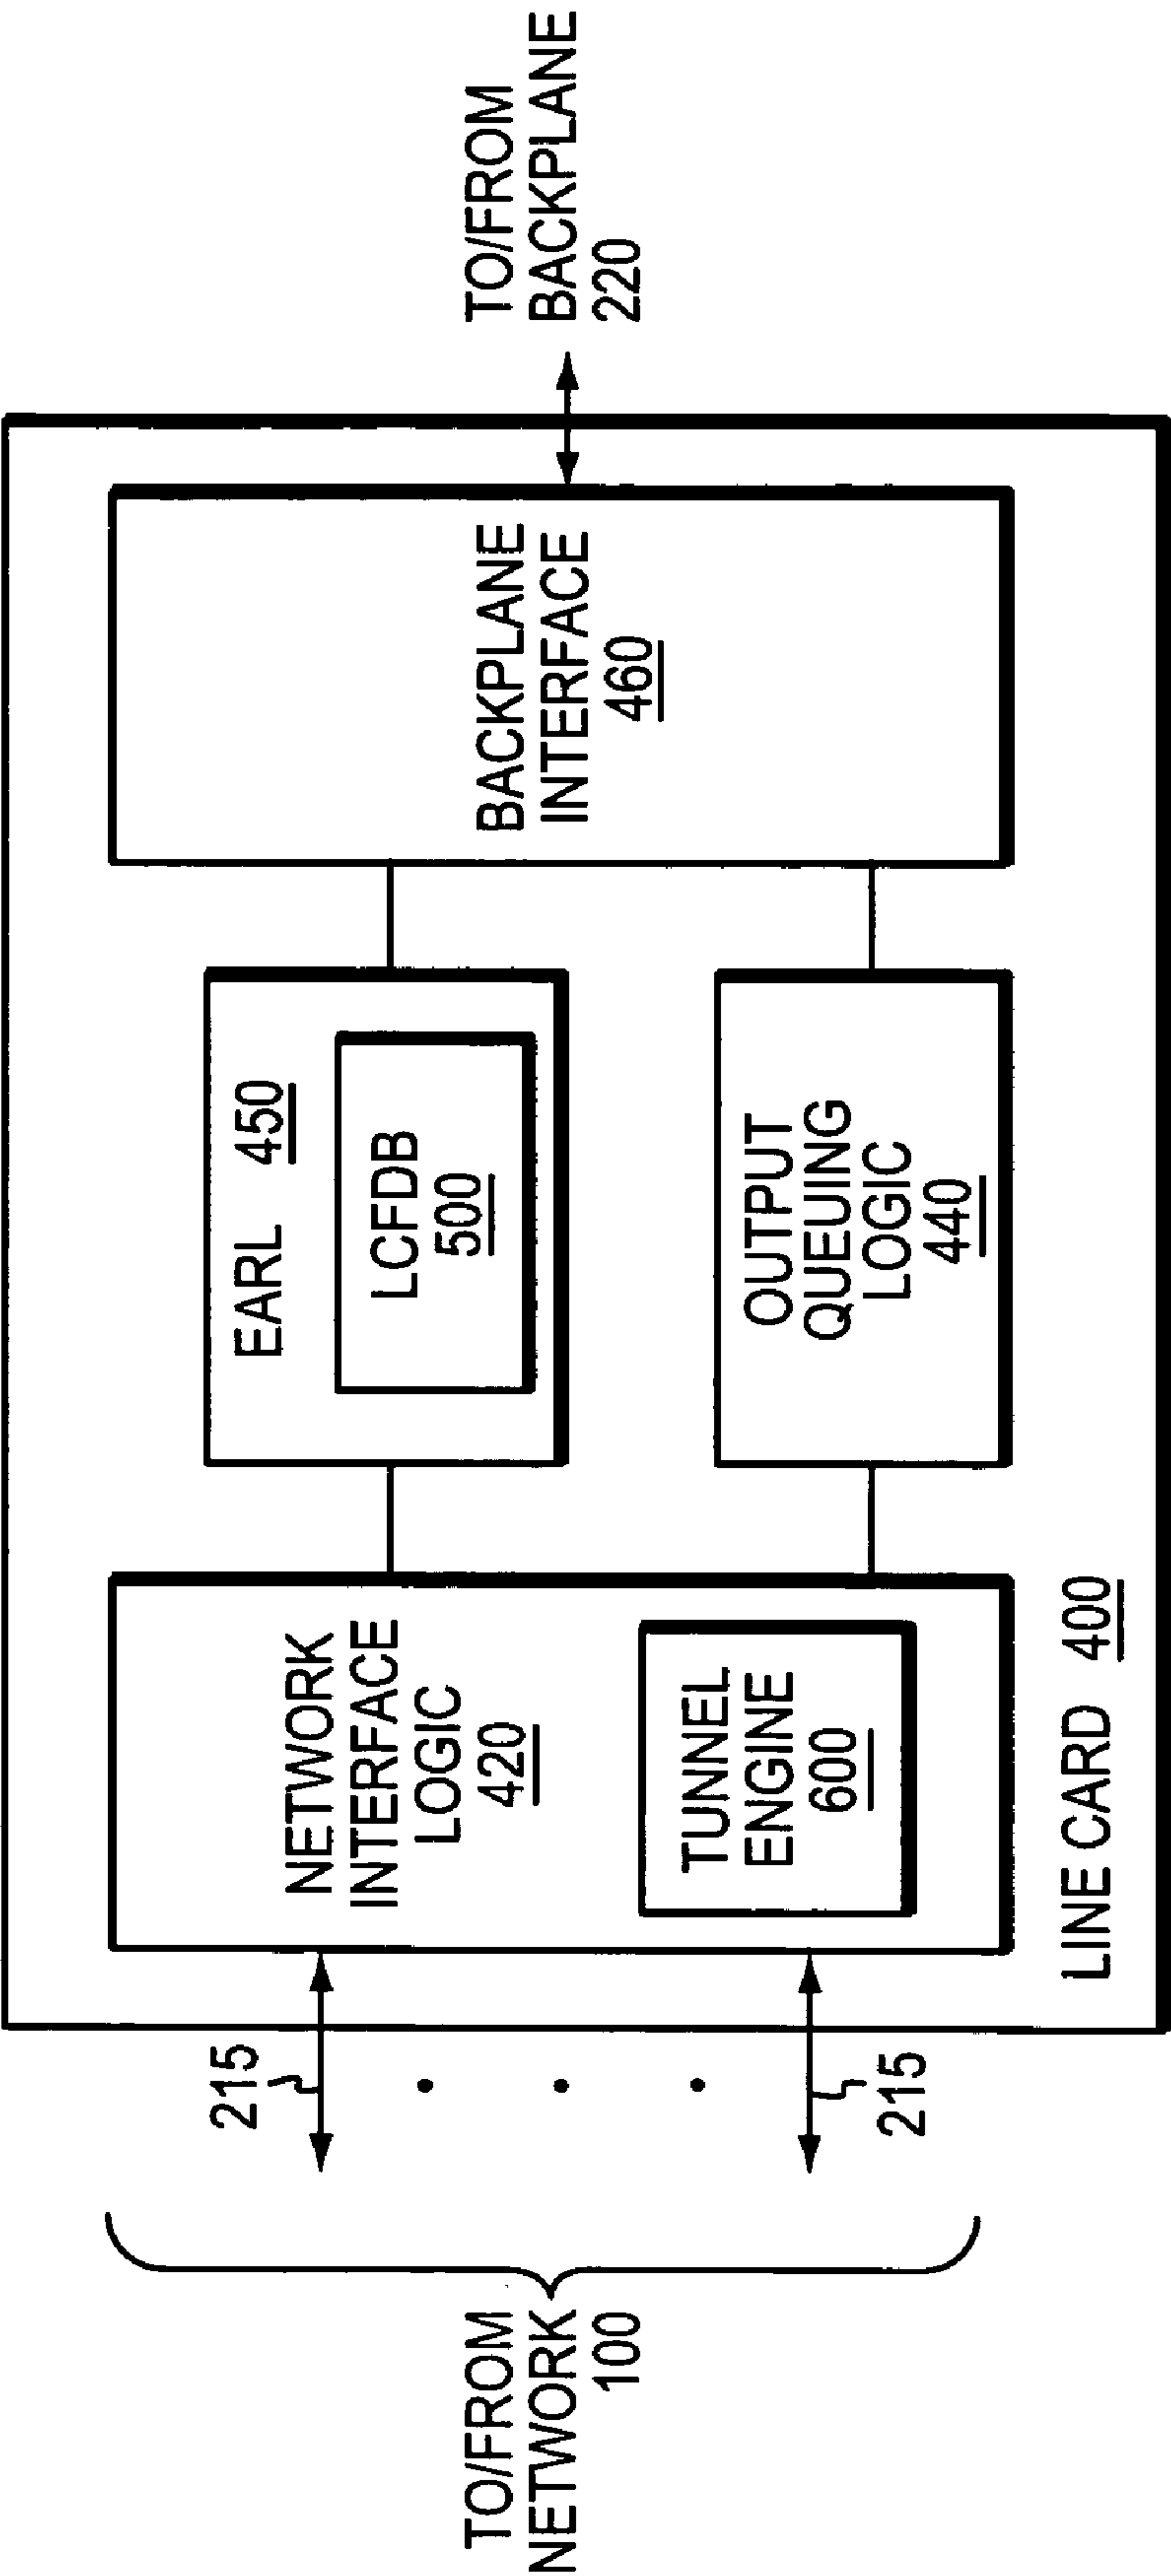 TO/FROM
NETWORK
100
215
215
NETWORK
INTERFACE
LOGIC
420
TUNNEL
ENGINE
600
EARL 450
LCFDB
500
OUTPUT
QUEUING
LOGIC
440
BACKPLANE
INTERFACE
460
LINE CARD 400
TO/FROM
BACKPLANE
220